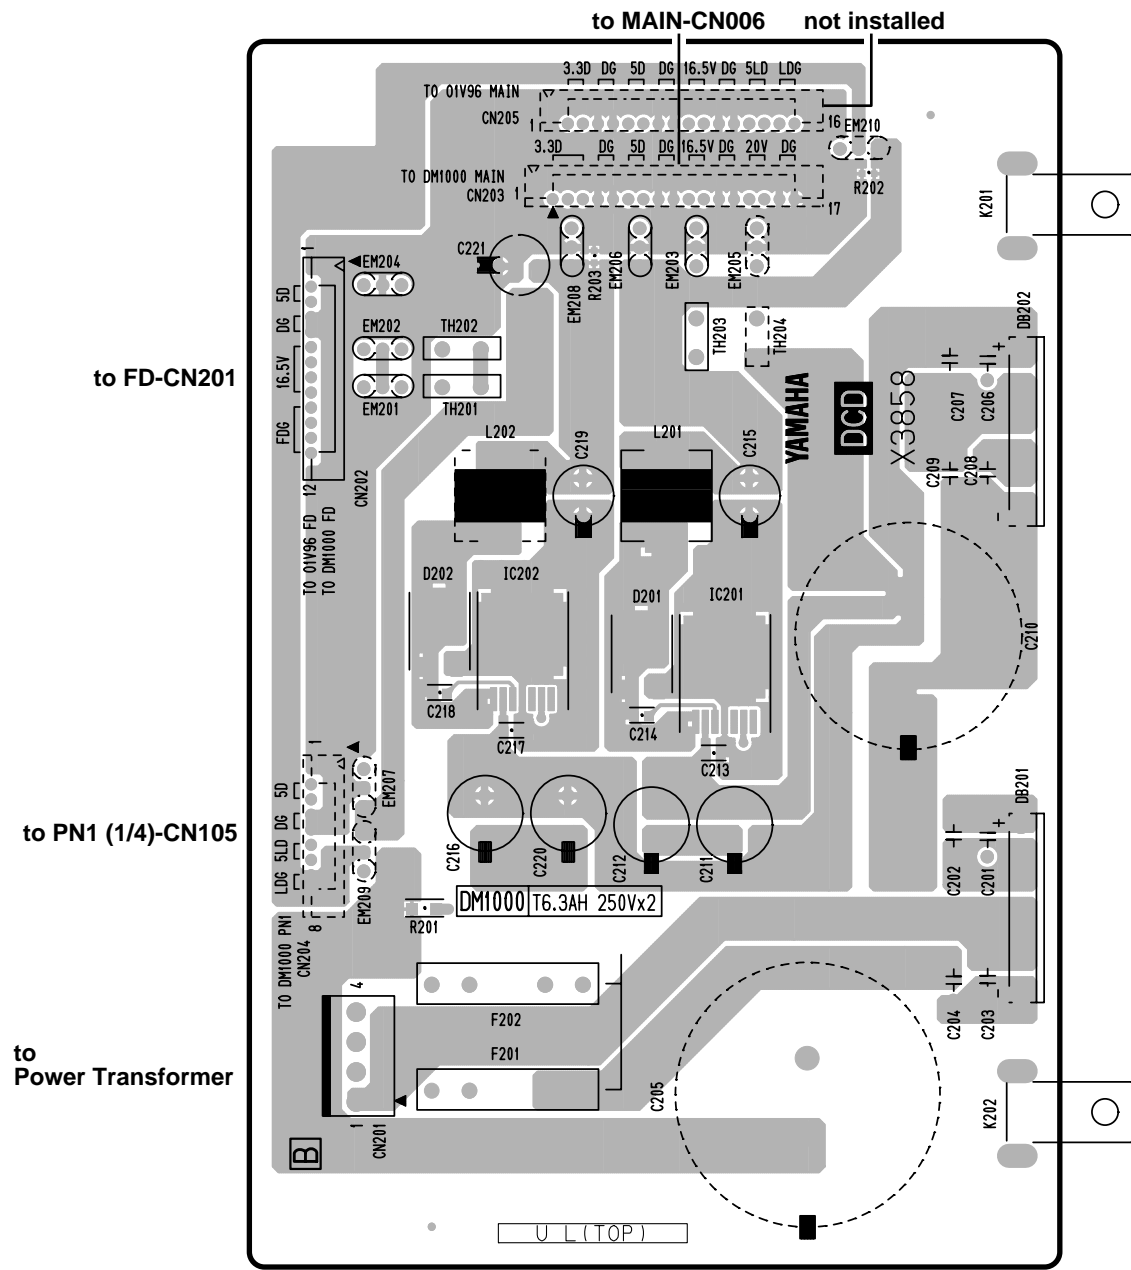 to MAIN-CN006 not installed
3.3D DG 5D DG 16.5V DG 5LD LDG
TO 01V96 MAIN
CN205
1
16
EM210
3.3D DG 5D DG 16.5V DG 20V DG
TO DM1000 MAIN
CN203
1
17
R202
K201
C221
EM208
R203
EM206
EM203
EM205
1
EM204
5D
DG
16.5V
FDG
EM202
TH202
EM201
TH201
TH203
TH204
DB202
+
-
to FD-CN201
12
CN202
TO 01V96 FD
TO DM1000 FD
YAMAHA
DCD
X3858
C207
C206
C209
C208
L202
C219
L201
C215
D202
IC202
D201
IC201
C210
C218
C217
C214
C213
1
5D
DG
5LD
LDG
EM207
to PN1 (1/4)-CN105
EM209
8
CN204
TO DM1000 PN1
C216
C220
C212
C211
DB201
+
-
C202
C201
R201
DM1000 T6.3AH 250Vx2
4
F202
F201
C204
C203
to
Power Transformer
1
CN201
C205
K202
B
U L(TOP)